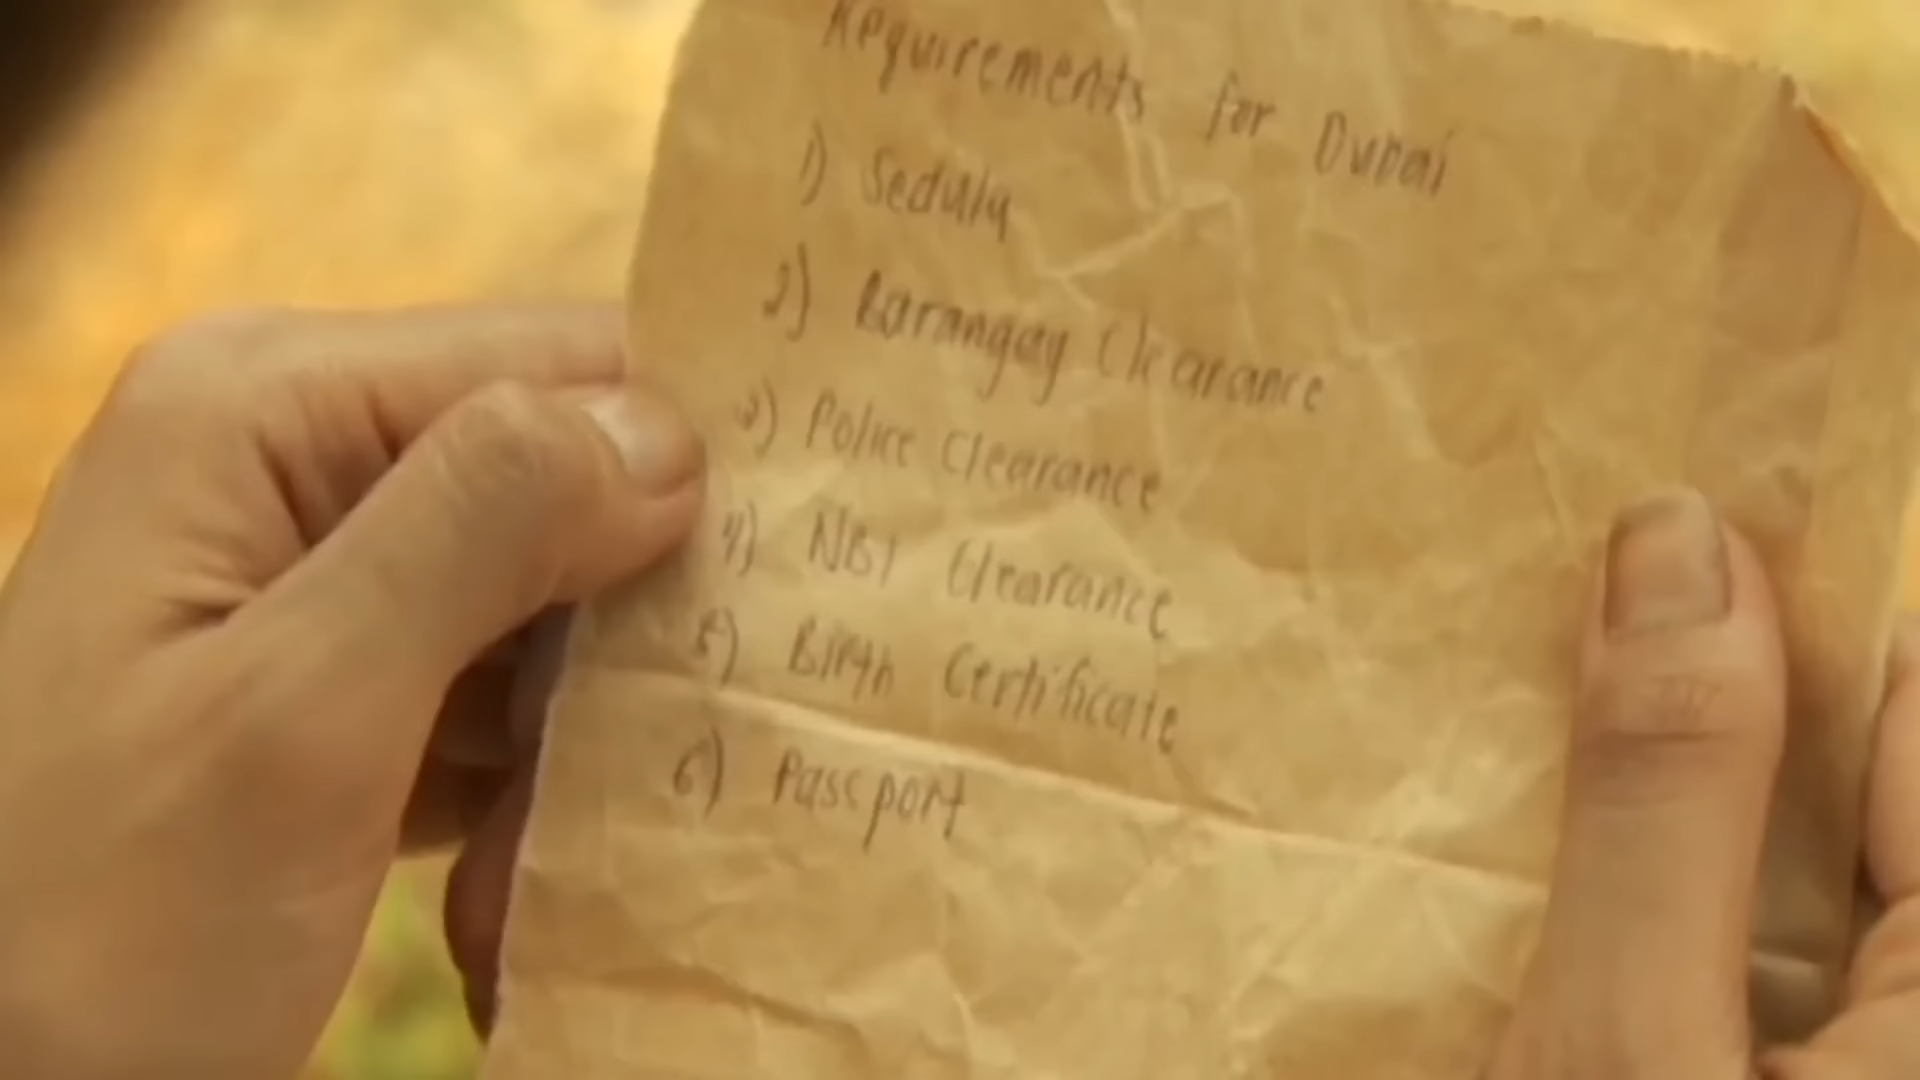 Requirements for Dubai
1) Sedula
2) Barangay Clearance
3) Police Clearance
4) NBI Clearance
5) Birth Certificate
6) Passport